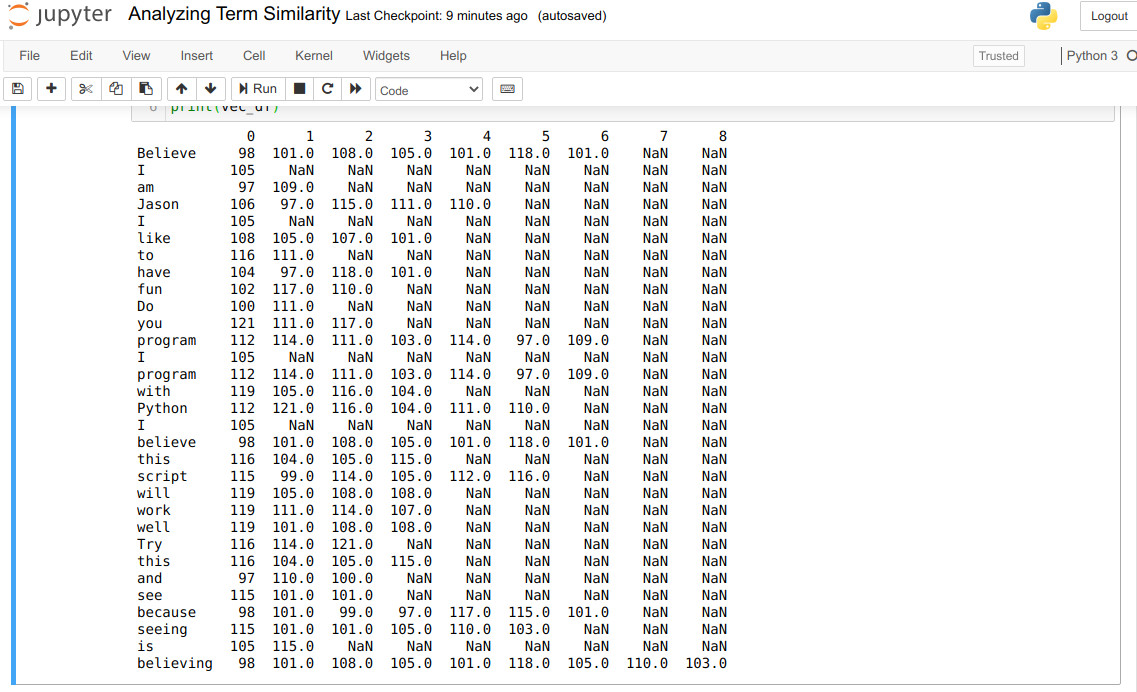 jupyter Analyzing Term Similarity Last Checkpoint: 9 minutes ago (autosaved) Logout
File Edit View Insert Cell Kernel Widgets Help Trusted Python 3
Run Code
6 print(vec_df)
0 1 2 3 4 5 6 7 8
Believe 98 101.0 108.0 105.0 101.0 118.0 101.0 NaN NaN
I 105 NaN NaN NaN NaN NaN NaN NaN NaN
am 97 109.0 NaN NaN NaN NaN NaN NaN NaN
Jason 106 97.0 115.0 111.0 110.0 NaN NaN NaN NaN
I 105 NaN NaN NaN NaN NaN NaN NaN NaN
like 108 105.0 107.0 101.0 NaN NaN NaN NaN NaN
to 116 111.0 NaN NaN NaN NaN NaN NaN NaN
have 104 97.0 118.0 101.0 NaN NaN NaN NaN NaN
fun 102 117.0 110.0 NaN NaN NaN NaN NaN NaN
Do 100 111.0 NaN NaN NaN NaN NaN NaN NaN
you 121 111.0 117.0 NaN NaN NaN NaN NaN NaN
program 112 114.0 111.0 103.0 114.0 97.0 109.0 NaN NaN
I 105 NaN NaN NaN NaN NaN NaN NaN NaN
program 112 114.0 111.0 103.0 114.0 97.0 109.0 NaN NaN
with 119 105.0 116.0 104.0 NaN NaN NaN NaN NaN
Python 112 121.0 116.0 104.0 111.0 110.0 NaN NaN NaN
I 105 NaN NaN NaN NaN NaN NaN NaN NaN
believe 98 101.0 108.0 105.0 101.0 118.0 101.0 NaN NaN
this 116 104.0 105.0 115.0 NaN NaN NaN NaN NaN
script 115 99.0 114.0 105.0 112.0 116.0 NaN NaN NaN
will 119 105.0 108.0 108.0 NaN NaN NaN NaN NaN
work 119 111.0 114.0 107.0 NaN NaN NaN NaN NaN
well 119 101.0 108.0 108.0 NaN NaN NaN NaN NaN
Try 116 114.0 121.0 NaN NaN NaN NaN NaN NaN
this 116 104.0 105.0 115.0 NaN NaN NaN NaN NaN
and 97 110.0 100.0 NaN NaN NaN NaN NaN NaN
see 115 101.0 101.0 NaN NaN NaN NaN NaN NaN
because 98 101.0 99.0 97.0 117.0 115.0 101.0 NaN NaN
seeing 115 101.0 101.0 105.0 110.0 103.0 NaN NaN NaN
is 105 115.0 NaN NaN NaN NaN NaN NaN NaN
believing 98 101.0 108.0 105.0 101.0 118.0 105.0 110.0 103.0